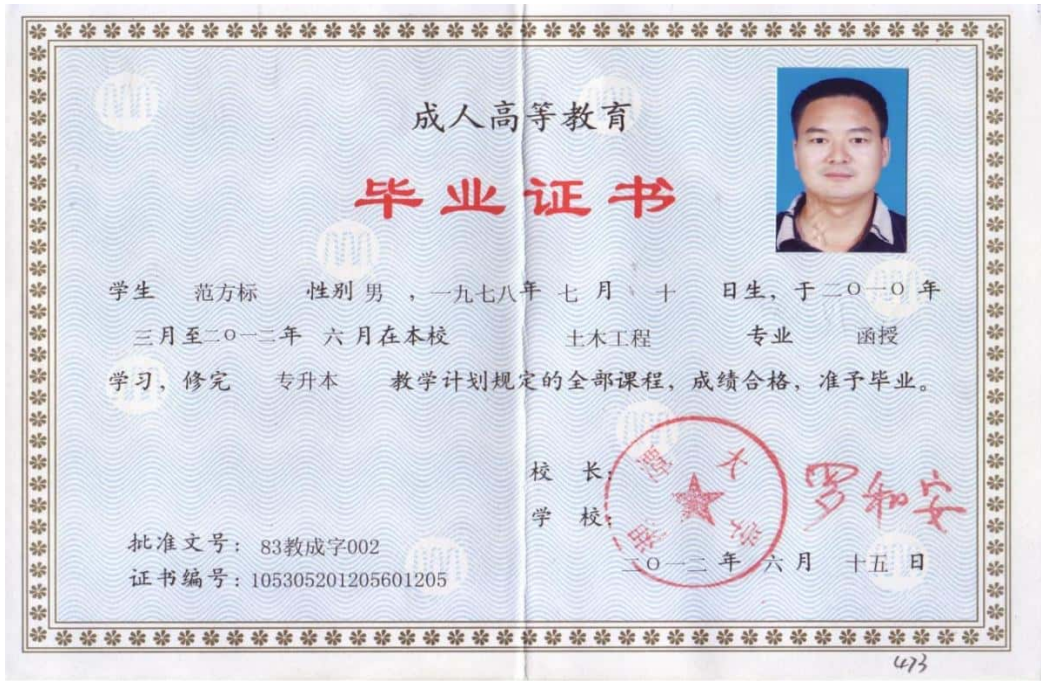 成人高等教育
毕业证书
学生 范方标 性别 男 ，一九七八年 七 月 十 日生，于二〇一〇年
三月至二〇一二年 六 月在本校 土木工程 专业 函授
学习，修完 专升本 教学计划规定的全部课程，成绩合格，准予毕业。
校 长：罗和安
学 校：湘潭大学
批准文号：83教成字002
二〇一二年 六 月 十五 日
证书编号：105305201205601205
473